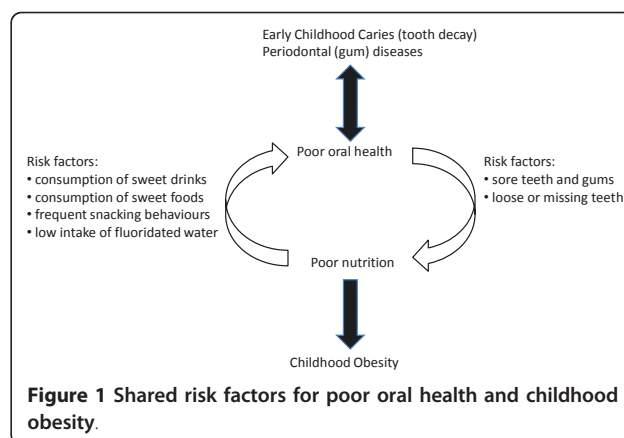 Early Childhood Caries (tooth decay)
Periodontal (gum) diseases
Poor oral health
Risk factors:
• consumption of sweet drinks
• consumption of sweet foods
• frequent snacking behaviours
• low intake of fluoridated water
Risk factors:
• sore teeth and gums
• loose or missing teeth
Poor nutrition
Childhood Obesity
Figure 1 Shared risk factors for poor oral health and childhood
obesity.